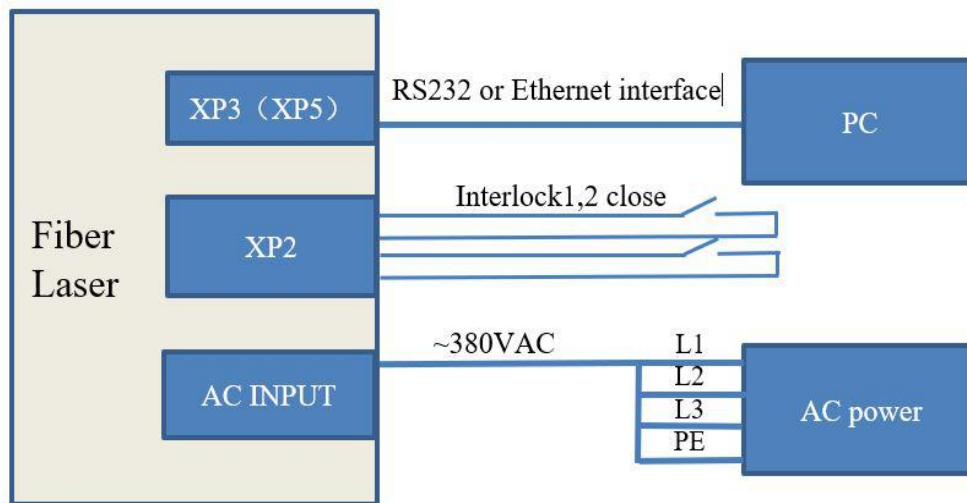 Fiber
Laser
XP3（XP5）
RS232 or Ethernet interface
PC
XP2
Interlock1,2 close
AC INPUT
~380VAC
L1
L2
L3
PE
AC power